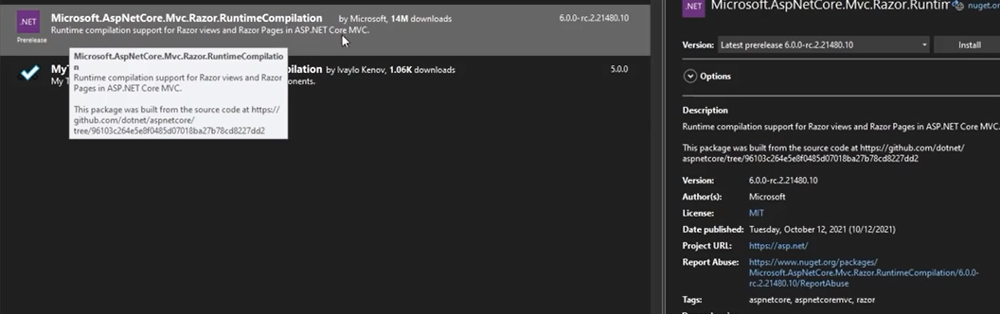 .NET
Prerelease
Microsoft.AspNetCore.Mvc.Razor.RuntimeCompilation by Microsoft, 14M downloads
6.0.0-rc.2.21480.10
Runtime compilation support for Razor views and Razor Pages in ASP.NET Core MVC.
Microsoft.AspNetCore.Mvc.Razor.RuntimeCompilatio
n
Runtime compilation support for Razor views and Razor
Pages in ASP.NET Core MVC.
This package was built from the source code at https://
github.com/dotnet/aspnetcore/
tree/96103c264e5e8f0485d07018ba27b78cd8227dd2
by Ivaylo Kenov, 1.06K downloads
5.0.0
.NET
Microsoft.AspNetCore.Mvc.Razor.Runtim
nuget.or
Version:
Latest prerelease 6.0.0-rc.2.21480.10
Install
Options
Description
Runtime compilation support for Razor views and Razor Pages in ASP.NET Core MVC.
This package was built from the source code at https://github.com/dotnet/
aspnetcore/tree/96103c264e5e8f0485d07018ba27b78cd8227dd2
Version: 6.0.0-rc.2.21480.10
Author(s): Microsoft
License: MIT
Date published: Tuesday, October 12, 2021 (10/12/2021)
Project URL: https://asp.net/
Report Abuse: https://www.nuget.org/packages/
Microsoft.AspNetCore.Mvc.Razor.RuntimeCompilation/6.0.0-
rc.2.21480.10/ReportAbuse
Tags: aspnetcore, aspnetcoremvc, razor